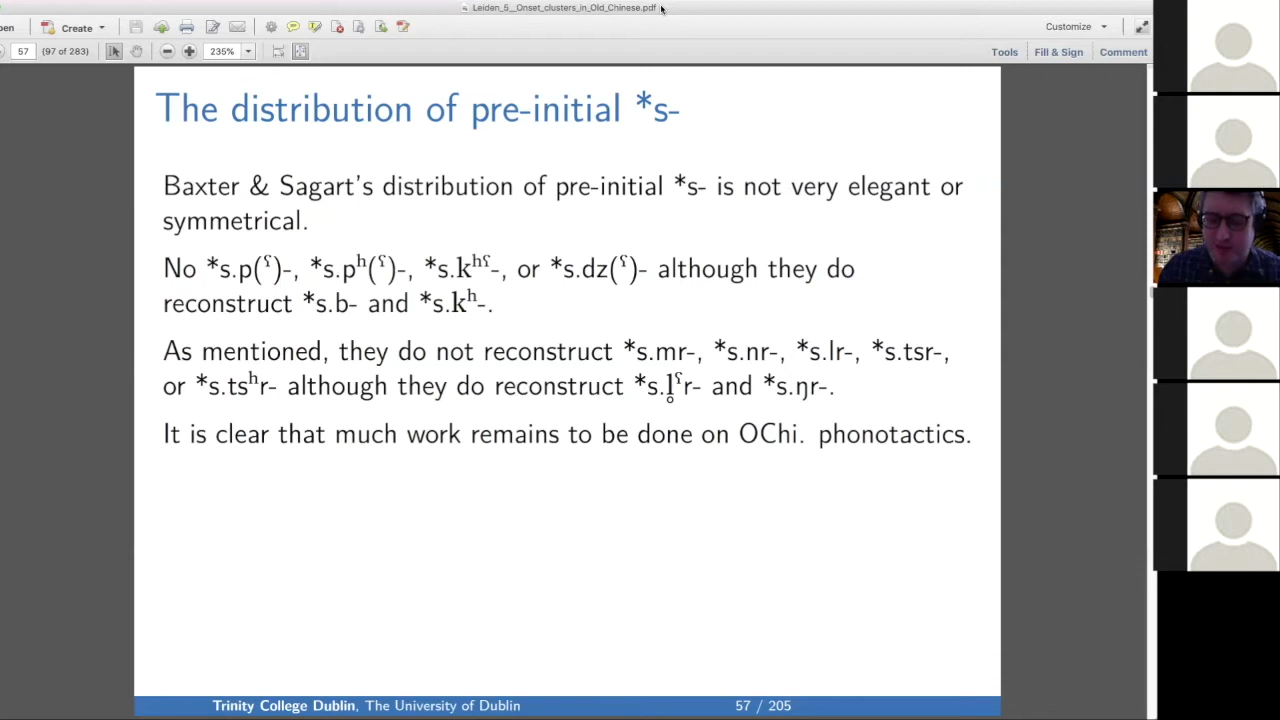 Leiden_5__Onset_clusters_in_Old_Chinese.pdf
pen
Create
Customize
57 (97 of 283)
235%
Tools
Fill & Sign
Comment
The distribution of pre-initial *s-
Baxter & Sagart's distribution of pre-initial *s- is not very elegant or
symmetrical.
No *s.p(ˤ)-, *s.pʰ(ˤ)-, *s.kʰˤ-, or *s.dz(ˤ)- although they do
reconstruct *s.b- and *s.kʰ-.
As mentioned, they do not reconstruct *s.mr-, *s.nr-, *s.lr-, *s.tsr-,
or *s.tsʰr- although they do reconstruct *s.l̥ˤr- and *s.ŋr-.
It is clear that much work remains to be done on OChi. phonotactics.
Trinity College Dublin, The University of Dublin
57 / 205